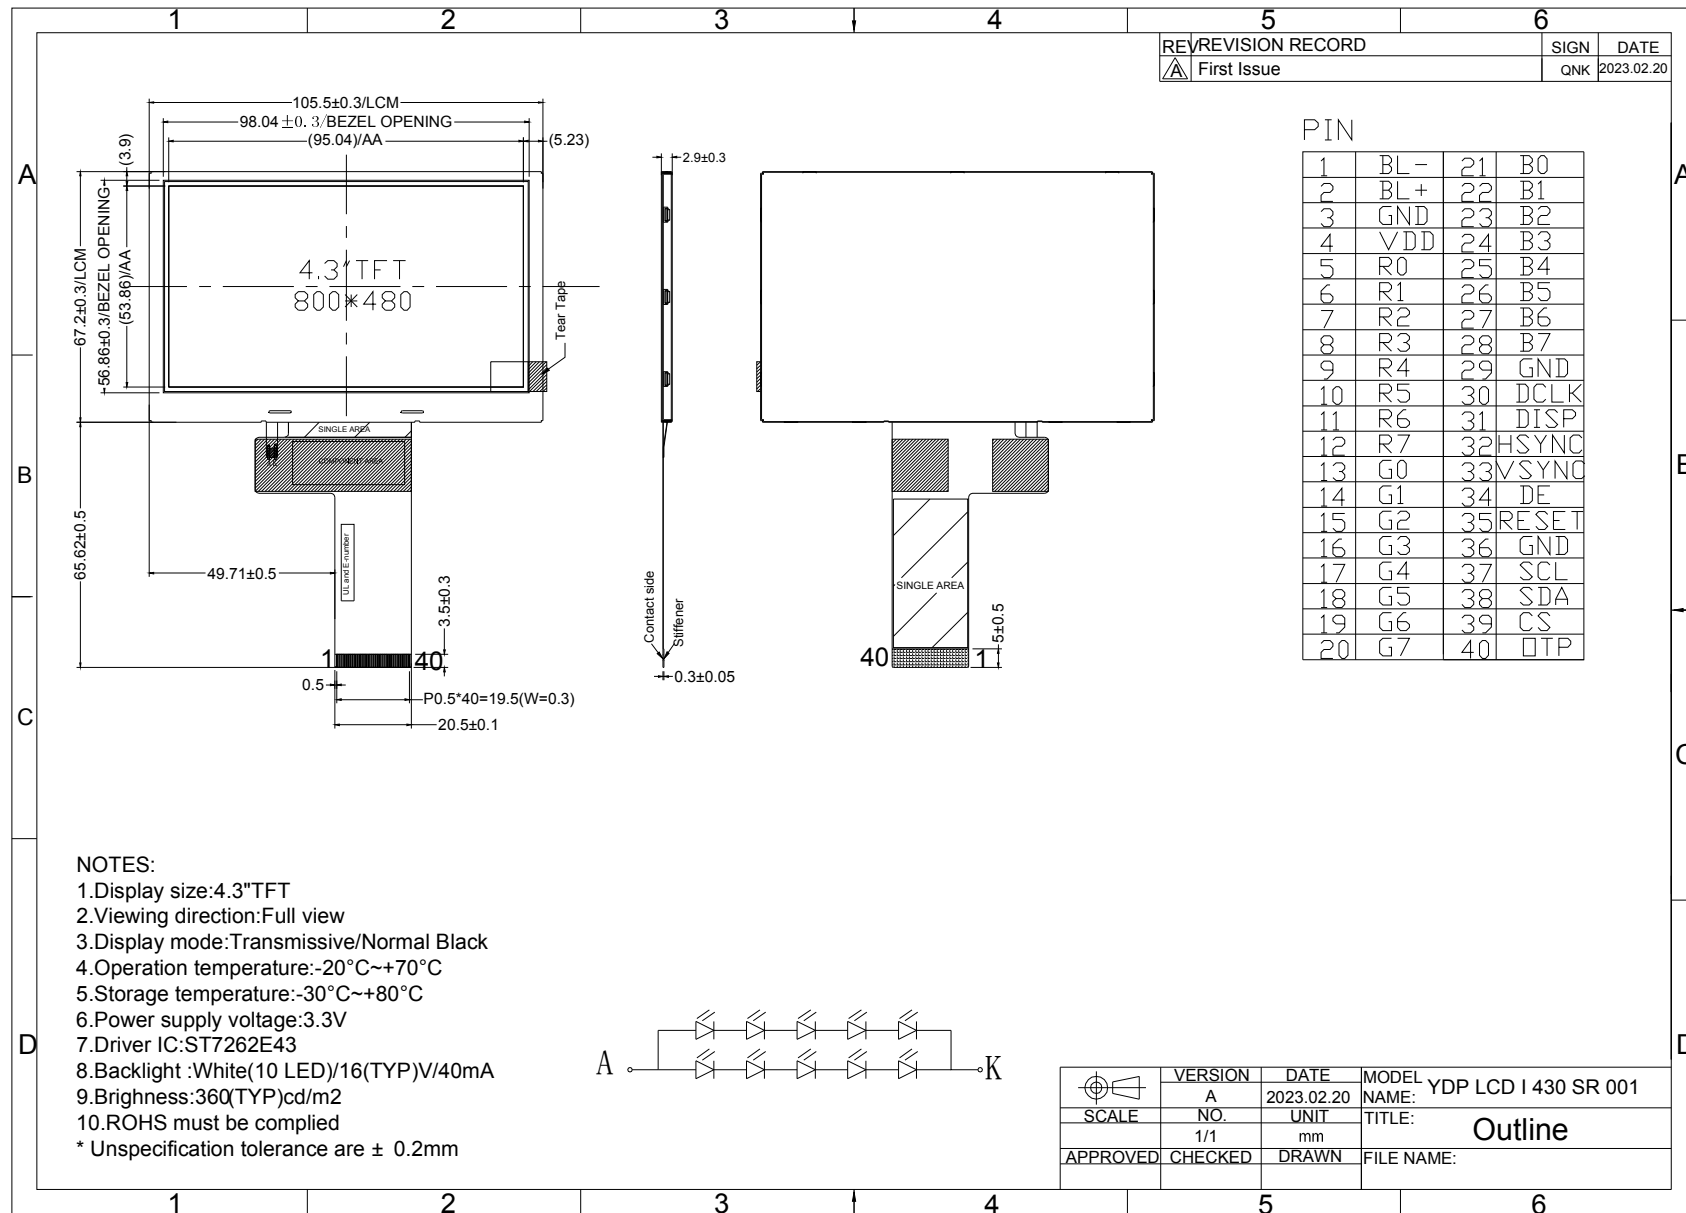 1 2 3 4 5 6
REV REVISION RECORD SIGN DATE
A First Issue QNK 2023.02.20
A
B
C
D
A
B
C
D
105.5±0.3/LCM
98.04±0.3/BEZEL OPENING
(95.04)/AA
(5.23)
(3.9)
67.2±0.3/LCM
56.86±0.3/BEZEL OPENING
(53.86)/AA
4.3"TFT
800*480
Tear Tape
SINGLE AREA
COMPONENT AREA
65.62±0.5
49.71±0.5
UL and E-number
3.5±0.3
1
40
0.5
P0.5*40=19.5(W=0.3)
20.5±0.1
2.9±0.3
Contact side
Stiffener
0.3±0.05
SINGLE AREA
5±0.5
40
1
PIN
1 BL- 21 B0
2 BL+ 22 B1
3 GND 23 B2
4 VDD 24 B3
5 R0 25 B4
6 R1 26 B5
7 R2 27 B6
8 R3 28 B7
9 R4 29 GND
10 R5 30 DCLK
11 R6 31 DISP
12 R7 32 HSYNC
13 G0 33 VSYNC
14 G1 34 DE
15 G2 35 RESET
16 G3 36 GND
17 G4 37 SCL
18 G5 38 SDA
19 G6 39 CS
20 G7 40 OTP
NOTES:
1.Display size:4.3"TFT
2.Viewing direction:Full view
3.Display mode:Transmissive/Normal Black
4.Operation temperature:-20°C~+70°C
5.Storage temperature:-30°C~+80°C
6.Power supply voltage:3.3V
7.Driver IC:ST7262E43
8.Backlight :White(10 LED)/16(TYP)V/40mA
9.Brighness:360(TYP)cd/m2
10.ROHS must be complied
* Unspecification tolerance are ± 0.2mm
A
K
VERSION DATE MODEL NAME: YDP LCD I 430 SR 001
A 2023.02.20
SCALE NO. UNIT TITLE: Outline
1/1 mm
APPROVED CHECKED DRAWN FILE NAME:
1 2 3 4 5 6